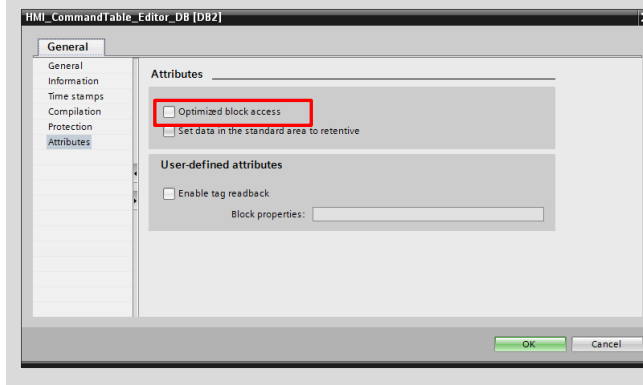 HMI_CommandTable_Editor_DB [DB2]
General
General
Information
Time stamps
Compilation
Protection
Attributes
Attributes
Optimized block access
Set data in the standard area to retentive
User-defined attributes
Enable tag readback
Block properties:
OK
Cancel